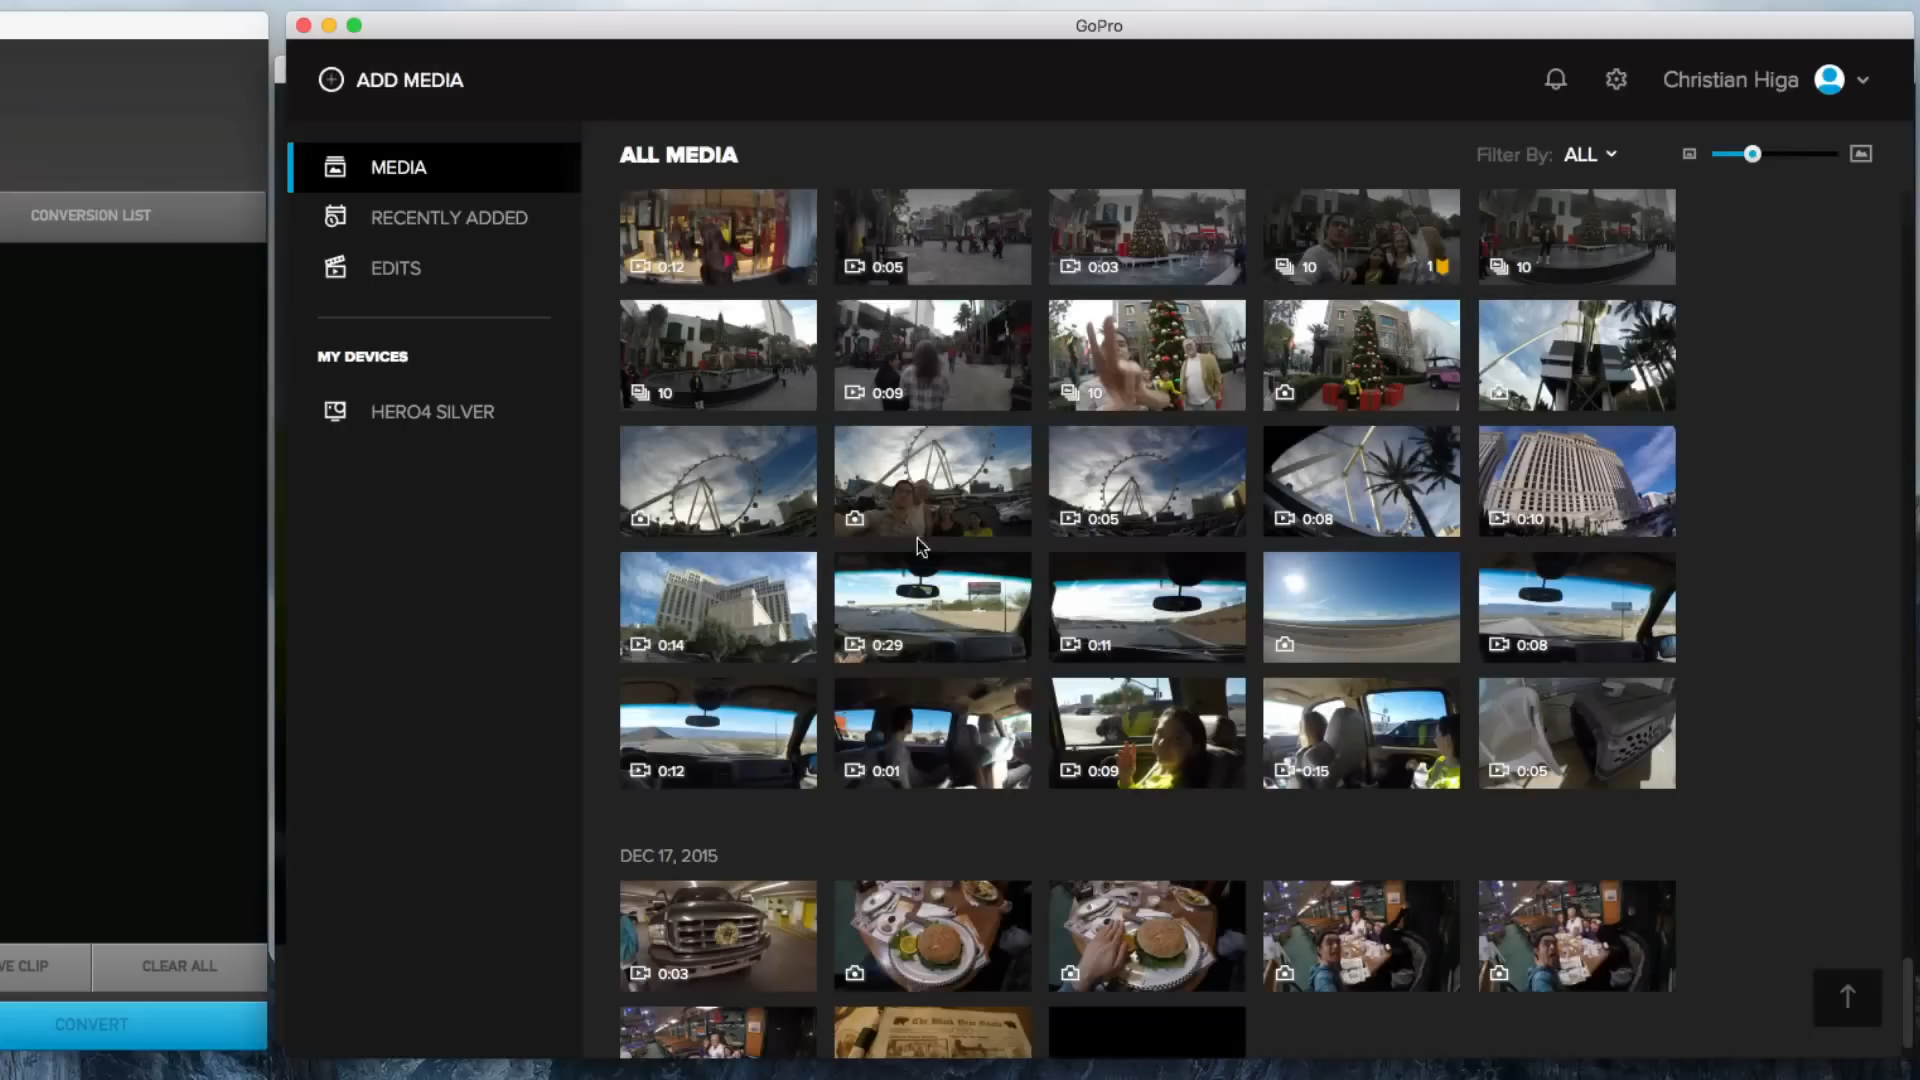 GoPro
ADD MEDIA
Christian Higa
MEDIA
RECENTLY ADDED
EDITS
MY DEVICES
HERO4 SILVER
CONVERSION LIST
VE CLIP
CLEAR ALL
CONVERT
ALL MEDIA
Filter By: ALL
0:12
0:05
0:03
10
1
10
10
0:09
10
0:05
0:08
0:10
0:14
0:29
0:11
0:08
0:12
0:01
0:09
0:15
0:05
DEC 17, 2015
0:03